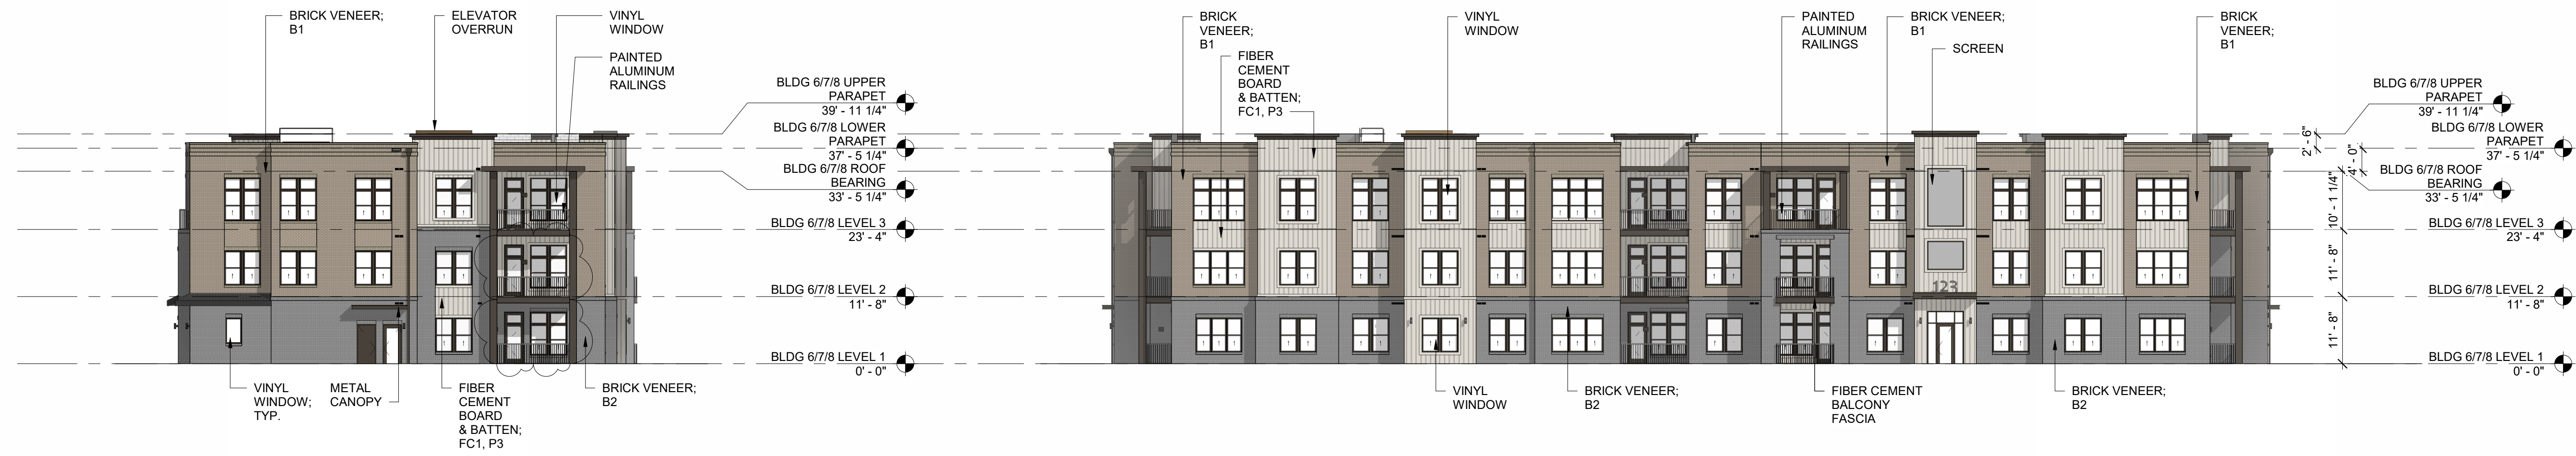 BRICK VENEER;
B1
ELEVATOR
OVERRUN
VINYL
WINDOW
PAINTED
ALUMINUM
RAILINGS
BLDG 6/7/8 UPPER
PARAPET
39' - 11 1/4"
BLDG 6/7/8 LOWER
PARAPET
37' - 5 1/4"
BLDG 6/7/8 ROOF
BEARING
33' - 5 1/4"
BLDG 6/7/8 LEVEL 3
23' - 4"
BLDG 6/7/8 LEVEL 2
11' - 8"
BLDG 6/7/8 LEVEL 1
0' - 0"
VINYL
WINDOW;
TYP.
METAL
CANOPY
FIBER
CEMENT
BOARD
& BATTEN;
FC1, P3
BRICK VENEER;
B2
BRICK
VENEER;
B1
FIBER
CEMENT
BOARD
& BATTEN;
FC1, P3
VINYL
WINDOW
PAINTED
ALUMINUM
RAILINGS
BRICK VENEER;
B1
SCREEN
BRICK
VENEER;
B1
123
VINYL
WINDOW
BRICK VENEER;
B2
FIBER CEMENT
BALCONY
FASCIA
BRICK VENEER;
B2
2' - 6"
4' - 0"
10' - 1 1/4"
11' - 8"
11' - 8"
BLDG 6/7/8 UPPER
PARAPET
39' - 11 1/4"
BLDG 6/7/8 LOWER
PARAPET
37' - 5 1/4"
BLDG 6/7/8 ROOF
BEARING
33' - 5 1/4"
BLDG 6/7/8 LEVEL 3
23' - 4"
BLDG 6/7/8 LEVEL 2
11' - 8"
BLDG 6/7/8 LEVEL 1
0' - 0"